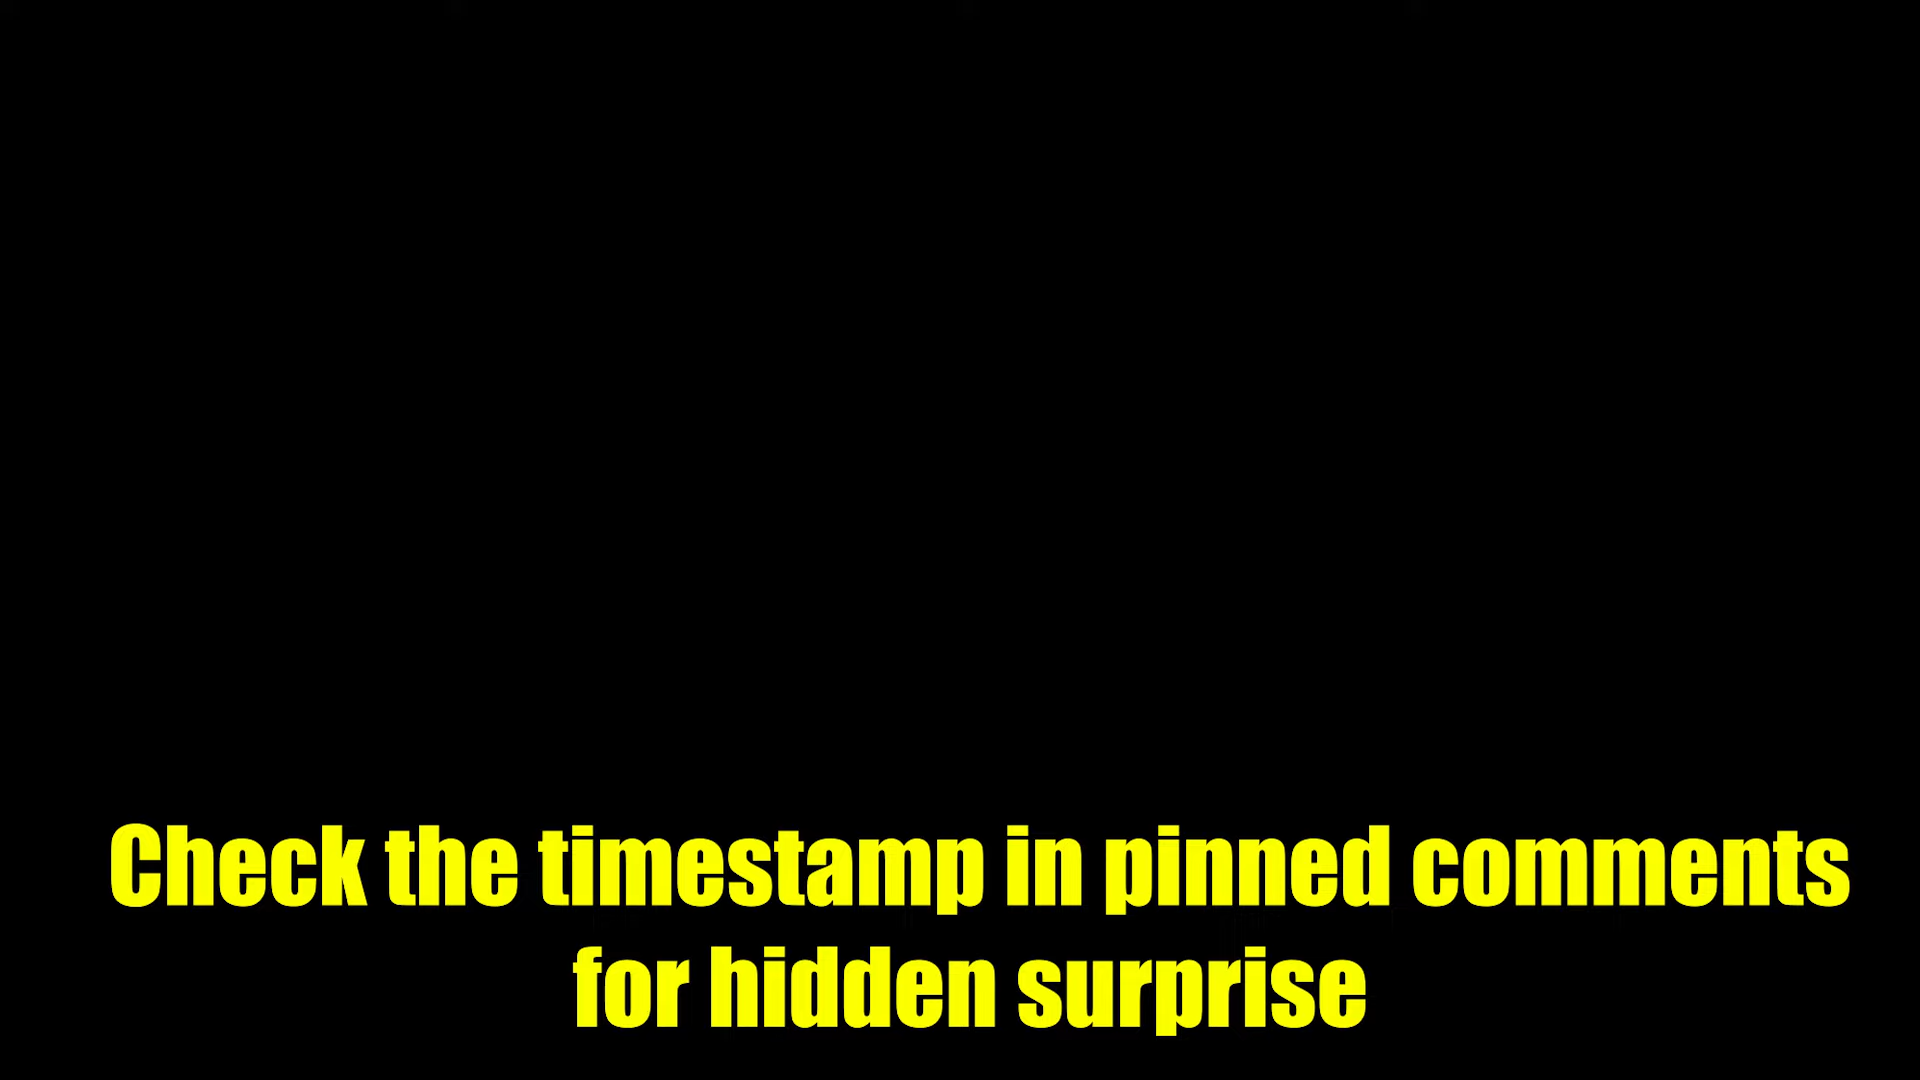 Check the timestamp in pinned comments
for hidden surprise